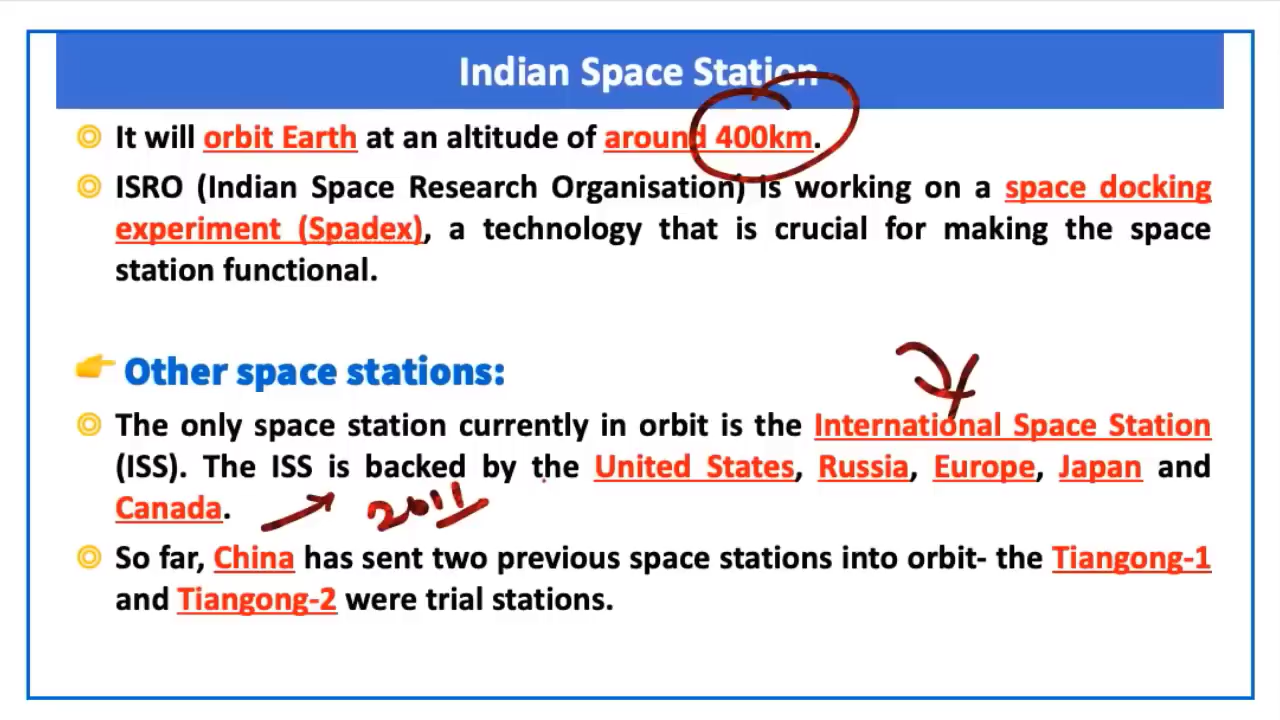 Indian Space Station
It will orbit Earth at an altitude of around 400km.
ISRO (Indian Space Research Organisation) is working on a space docking
experiment (Spadex), a technology that is crucial for making the space
station functional.
Other space stations:
The only space station currently in orbit is the International Space Station
(ISS). The ISS is backed by the United States, Russia, Europe, Japan and
Canada.
2011
So far, China has sent two previous space stations into orbit- the Tiangong-1
and Tiangong-2 were trial stations.